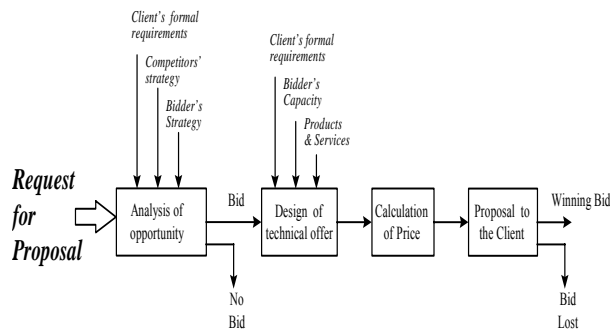 Client's formal
requirements
Competitors'
strategy
Bidder's
Strategy
Client's formal
requirements
Bidder's
Capacity
Products
& Services
Request
for
Proposal
Analysis of
opportunity
Bid
No
Bid
Design of
technical offer
Calculation
of Price
Proposal to
the Client
Winning Bid
Bid
Lost